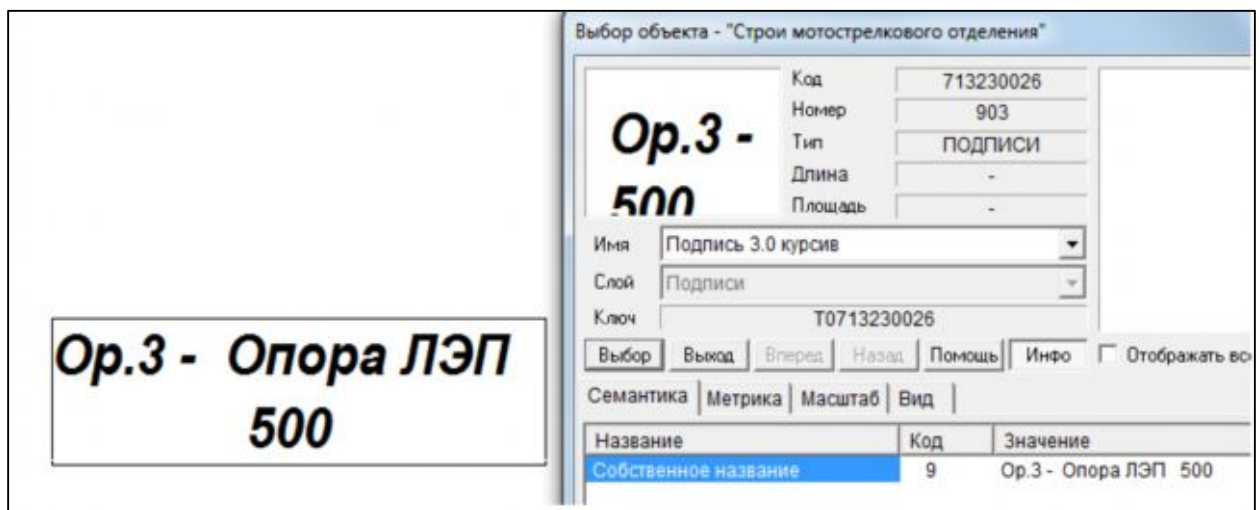 Ор.3 -  Опора ЛЭП
500
Выбор объекта - "Строи мотострелкового отделения"
Ор.3 -
500
Код 713230026
Номер 903
Тип ПОДПИСИ
Длина -
Площадь -
Имя Подпись 3.0 курсив
Слой Подписи
Ключ T0713230026
Выбор Выход Вперед Назад Помощь Инфо Отображать
Семантика Метрика Масштаб Вид
Название Код Значение
Собственное название 9 Ор.3 -  Опора ЛЭП  500